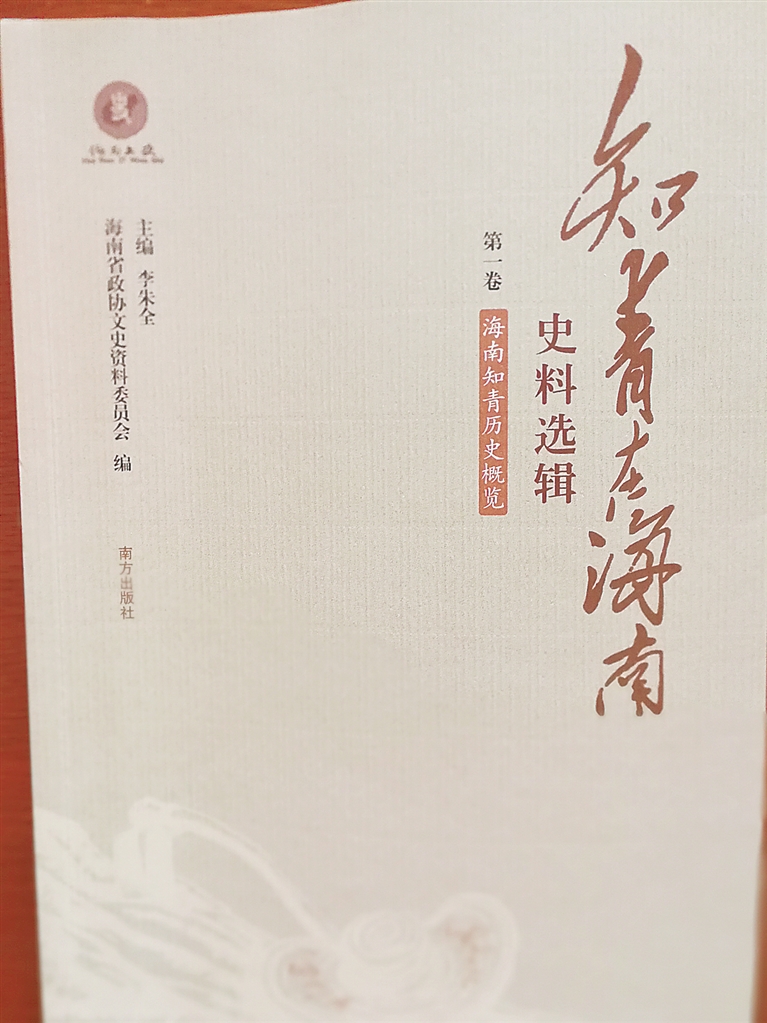 知青在海南
史料选辑
第一卷
海南知青历史概览
主编 李朱全
海南省政协文史资料委员会 编
南方出版社